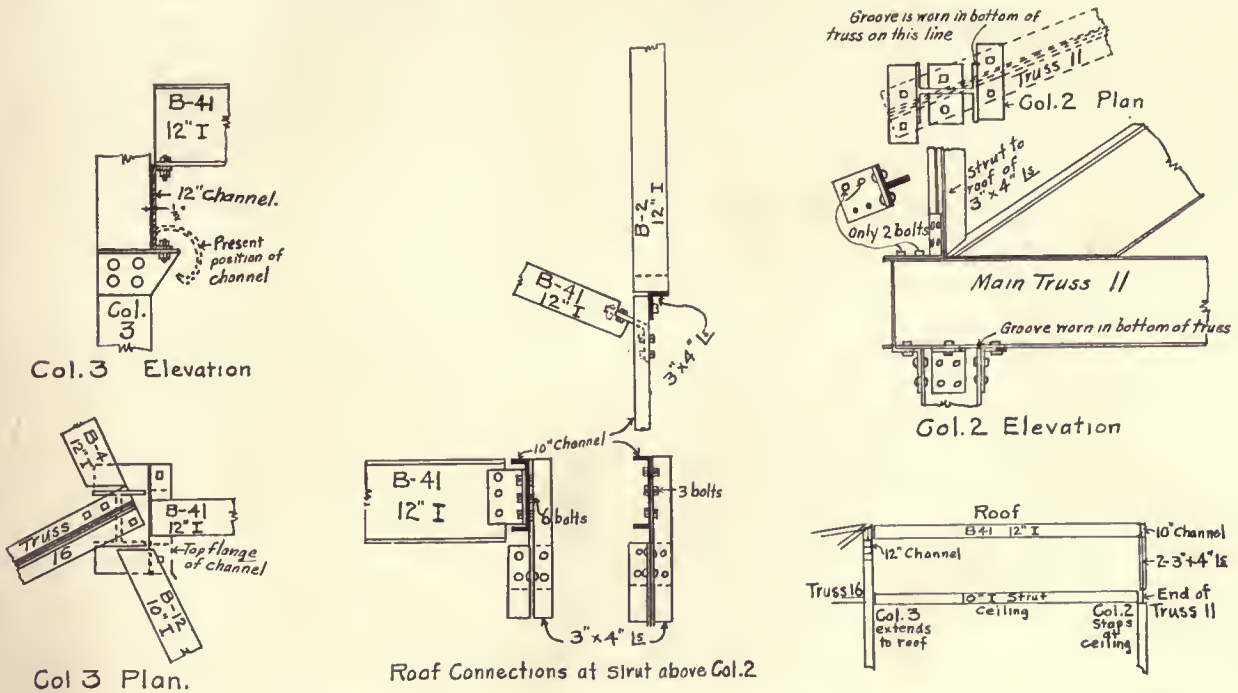 B-41
12" I
12" Channel.
½"
Present
position of
channel
Col.
3
Col.3 Elevation
B-4
12" I
Truss
16
B-41
12" I
Top flange
of channel
B-12
10" I
Col 3 Plan.
B-2
12" I
B-41
12" I
3"x4" Ls
10" Channel
B-41
12" I
6 bolts
3 bolts
3"x4" Ls
Roof Connections at strut above Col.2
Groove is worn in bottom of
truss on this line
Truss 11
Col.2 Plan
Strut to
roof of
3"x4" Ls
Only 2 bolts
Main Truss 11
Groove worn in bottom of truss
Col.2 Elevation
Roof
B41 12" I
10" Channel
12" Channel
2-3"x4" Ls
Truss 16
10" I Strut
Ceiling
End of
Truss 11
Col.3
extends
to roof
Col.2
Stops
at
ceiling